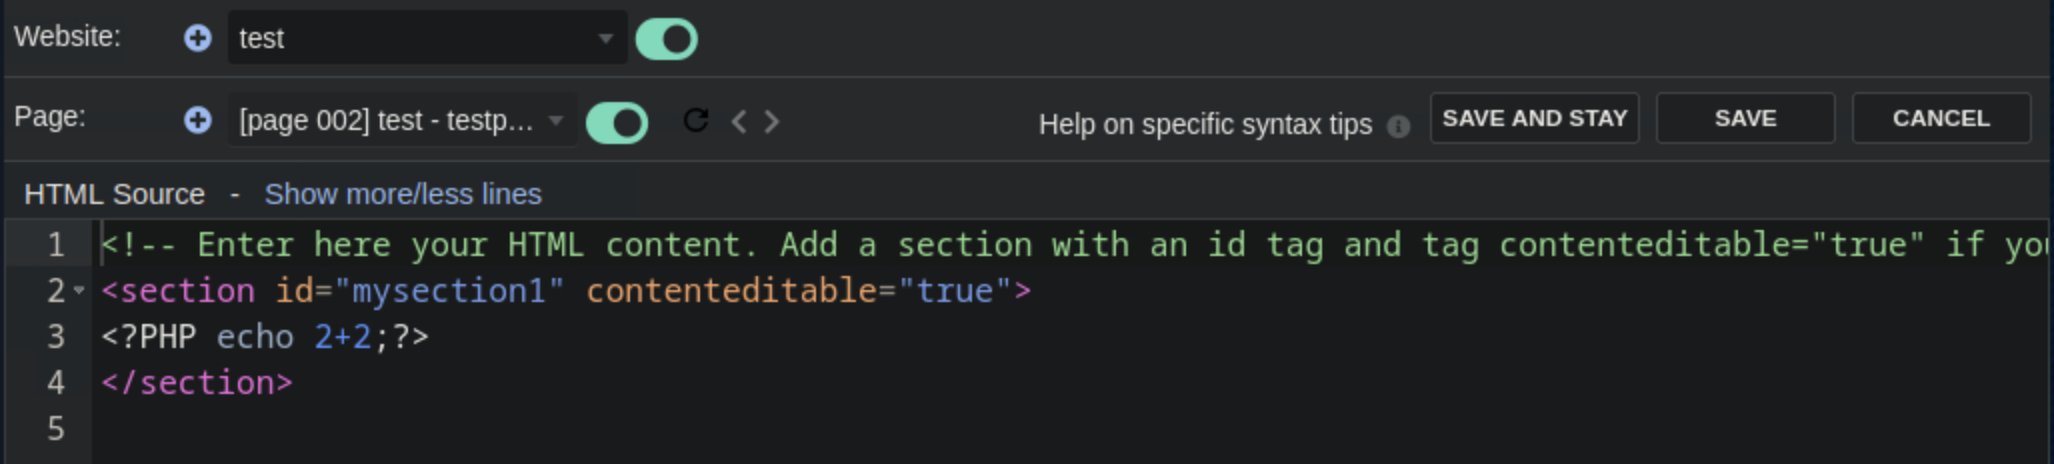 Website: test
Page: [page 002] test - testp... Help on specific syntax tips SAVE AND STAY SAVE CANCEL
HTML Source - Show more/less lines
1 <!-- Enter here your HTML content. Add a section with an id tag and tag contenteditable="true" if you
2 <section id="mysection1" contenteditable="true">
3 <?PHP echo 2+2;?>
4 </section>
5